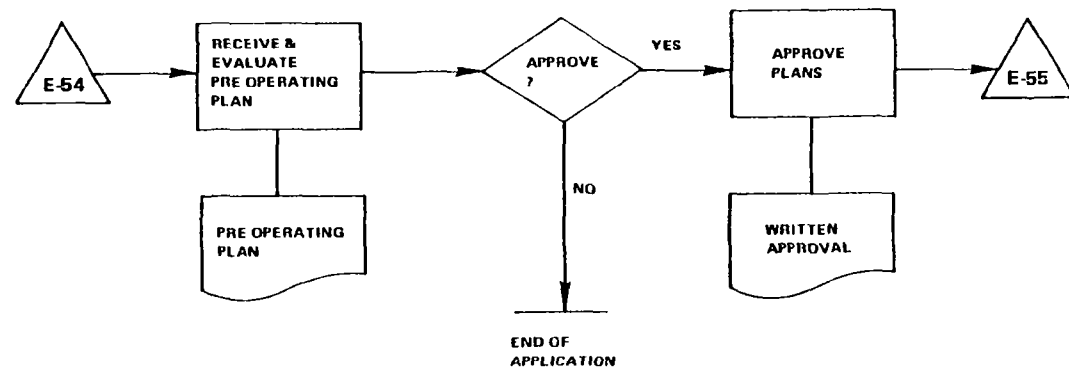 E-54
RECEIVE &
EVALUATE
PRE OPERATING
PLAN
APPROVE
?
YES
APPROVE
PLANS
E-55
NO
PRE OPERATING
PLAN
WRITTEN
APPROVAL
END OF
APPLICATION